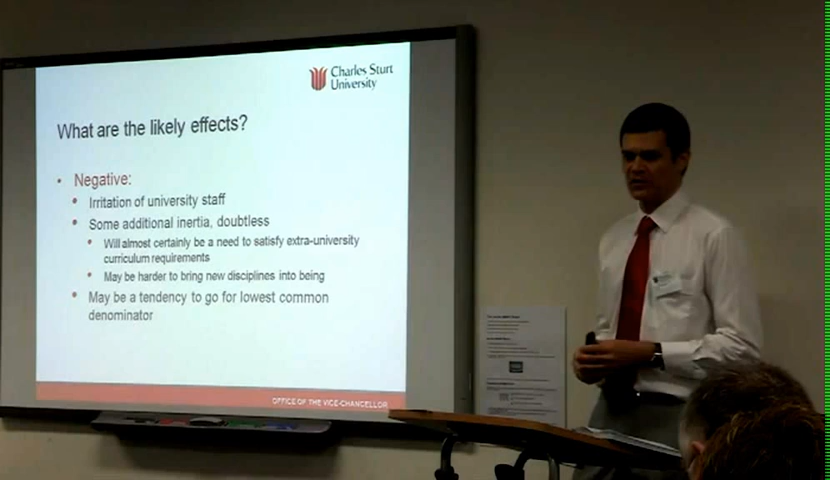 Charles Sturt
University
What are the likely effects?
• Negative:
• Irritation of university staff
• Some additional inertia, doubtless
• Will almost certainly be a need to satisfy extra-university
curriculum requirements
• May be harder to bring new disciplines into being
• May be a tendency to go for lowest common
denominator
OFFICE OF THE VICE-CHANCELLOR